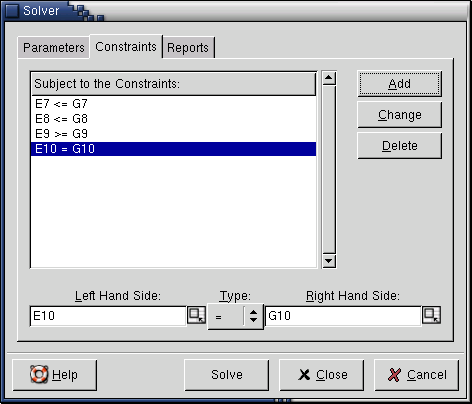 Solver
Parameters Constraints Reports
Subject to the Constraints:
E7 <= G7
E8 <= G8
E9 >= G9
E10 = G10
Add
Change
Delete
Left Hand Side: Type: Right Hand Side:
E10 = G10
Help Solve Close Cancel